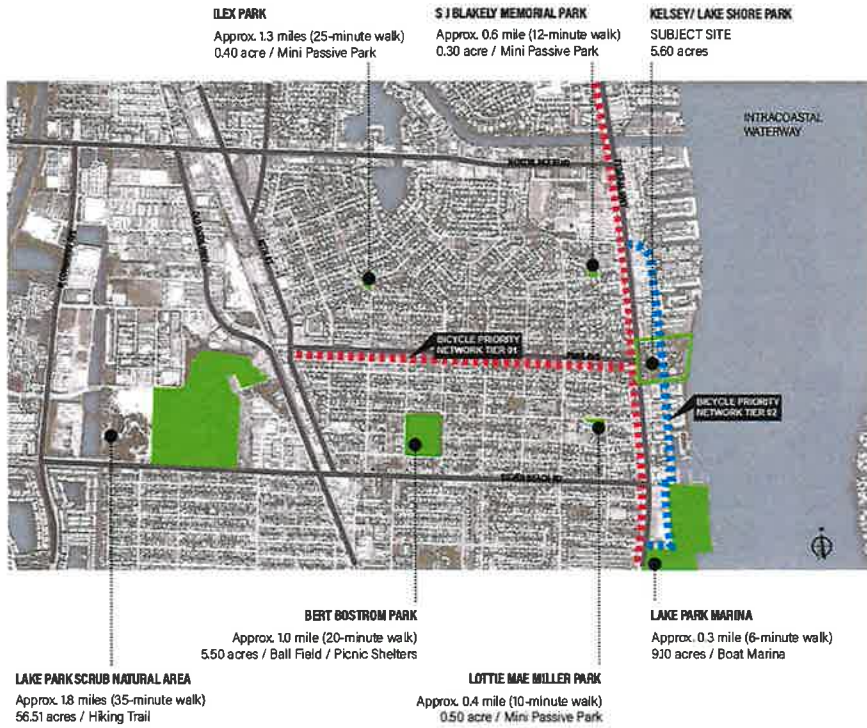 ILEX PARK
Approx. 1.3 miles (25-minute walk)
0.40 acre / Mini Passive Park
S J BLAKELY MEMORIAL PARK
Approx. 0.6 mile (12-minute walk)
0.30 acre / Mini Passive Park
KELSEY/ LAKE SHORE PARK
SUBJECT SITE
5.60 acres
INTRACOASTAL
WATERWAY
BICYCLE PRIORITY
NETWORK TIER 01
BICYCLE PRIORITY
NETWORK TIER 02
BERT BOSTROM PARK
Approx. 1.0 mile (20-minute walk)
5.50 acres / Ball Field / Picnic Shelters
LAKE PARK MARINA
Approx. 0.3 mile (6-minute walk)
9.10 acres / Boat Marina
LAKE PARK SCRUB NATURAL AREA
Approx. 1.8 miles (35-minute walk)
56.51 acres / Hiking Trail
LOTTIE MAE MILLER PARK
Approx. 0.4 mile (10-minute walk)
0.50 acre / Mini Passive Park